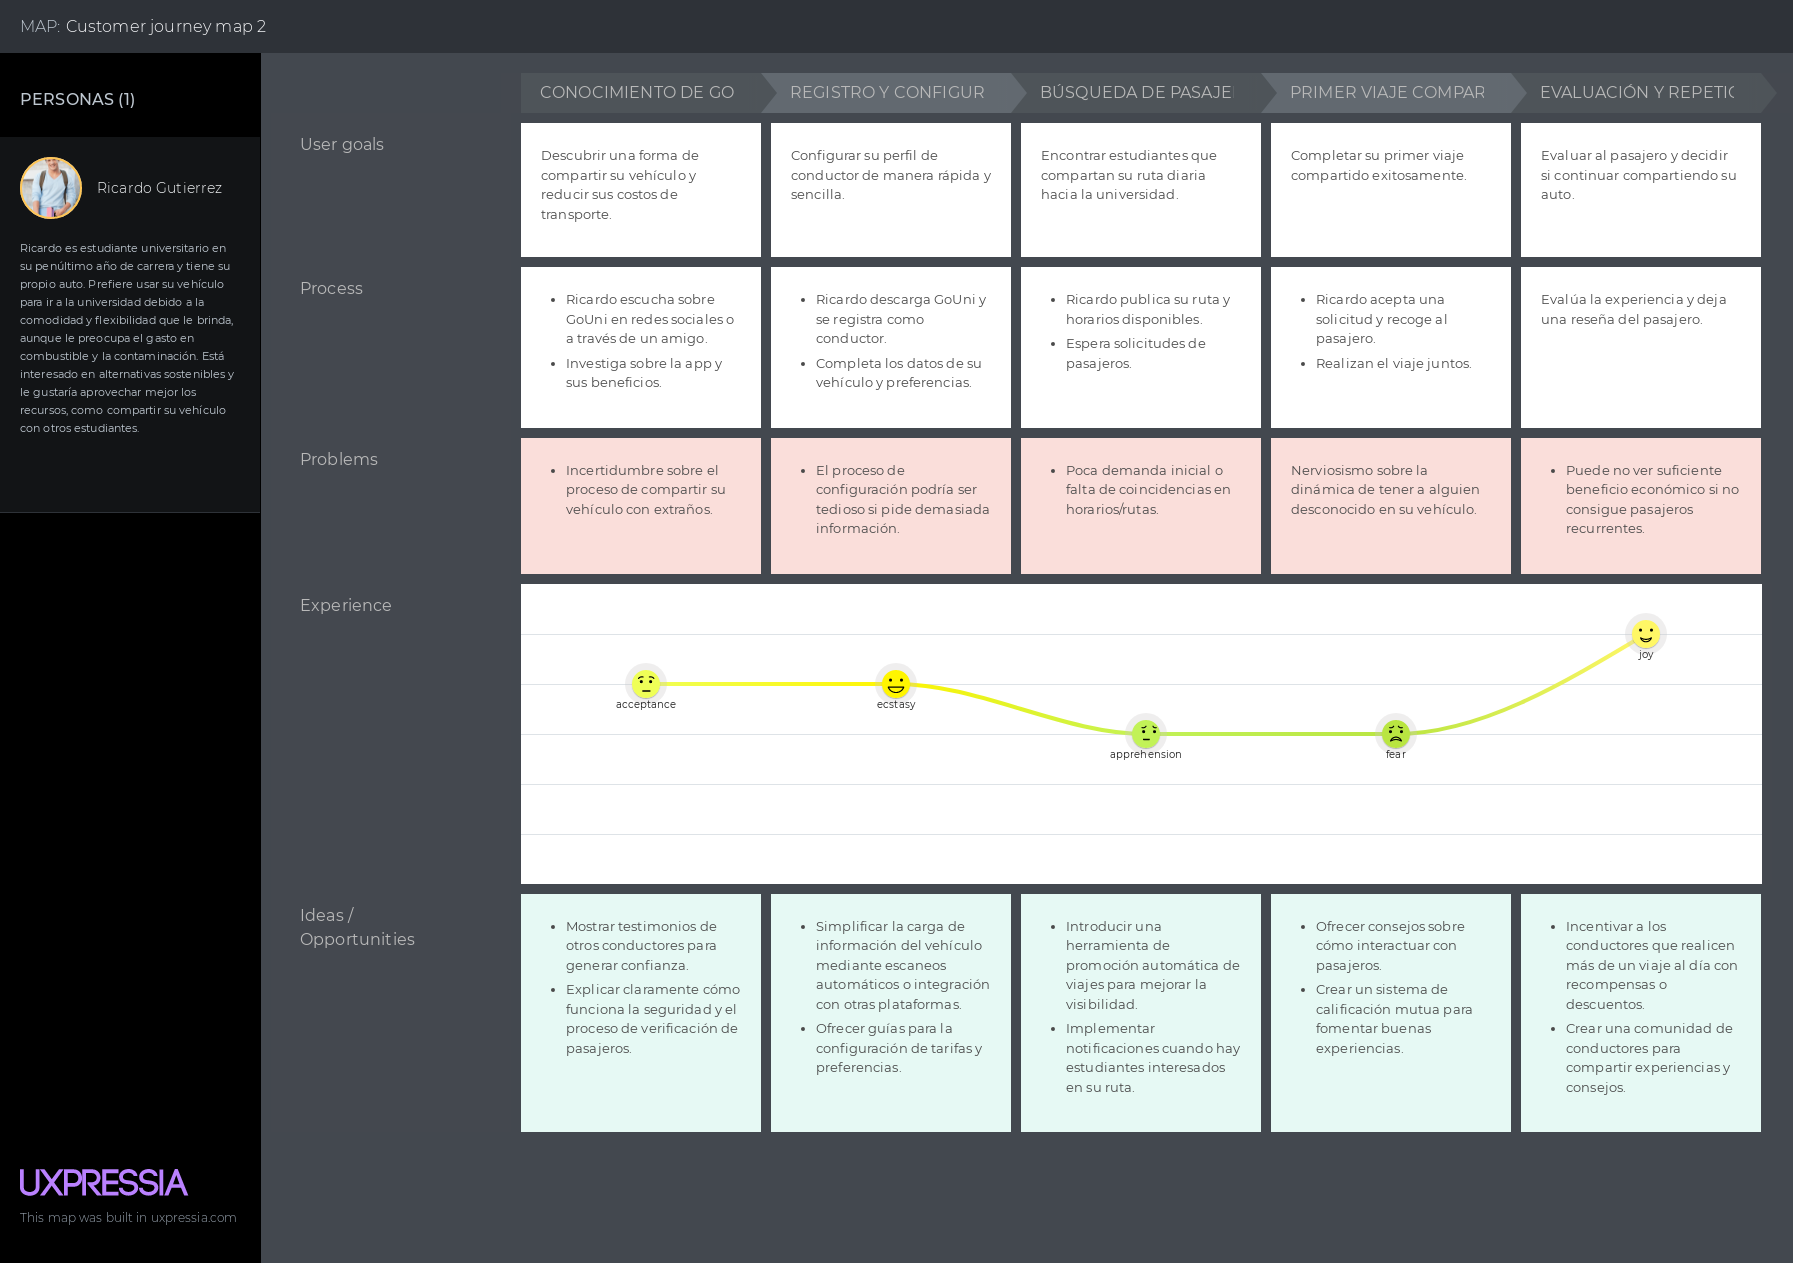 MAP: Customer journey map 2
PERSONAS (1)
Ricardo Gutierrez
Ricardo es estudiante universitario en
su penúltimo año de carrera y tiene su
propio auto. Prefiere usar su vehículo
para ir a la universidad debido a la
comodidad y flexibilidad que le brinda,
aunque le preocupa el gasto en
combustible y la contaminación. Está
interesado en alternativas sostenibles y
le gustaría aprovechar mejor los
recursos, como compartir su vehículo
con otros estudiantes.
UXPRESSIA
This map was built in uxpressia.com
CONOCIMIENTO DE GO
REGISTRO Y CONFIGUR
BÚSQUEDA DE PASAJE
PRIMER VIAJE COMPAR
EVALUACIÓN Y REPETIC
User goals
Descubrir una forma de
compartir su vehículo y
reducir sus costos de
transporte.
Configurar su perfil de
conductor de manera rápida y
sencilla.
Encontrar estudiantes que
compartan su ruta diaria
hacia la universidad.
Completar su primer viaje
compartido exitosamente.
Evaluar al pasajero y decidir
si continuar compartiendo su
auto.
Process
• Ricardo escucha sobre
GoUni en redes sociales o
a través de un amigo.
• Investiga sobre la app y
sus beneficios.
• Ricardo descarga GoUni y
se registra como
conductor.
• Completa los datos de su
vehículo y preferencias.
• Ricardo publica su ruta y
horarios disponibles.
• Espera solicitudes de
pasajeros.
• Ricardo acepta una
solicitud y recoge al
pasajero.
• Realizan el viaje juntos.
Evalúa la experiencia y deja
una reseña del pasajero.
Problems
• Incertidumbre sobre el
proceso de compartir su
vehículo con extraños.
• El proceso de
configuración podría ser
tedioso si pide demasiada
información.
• Poca demanda inicial o
falta de coincidencias en
horarios/rutas.
Nerviosismo sobre la
dinámica de tener a alguien
desconocido en su vehículo.
• Puede no ver suficiente
beneficio económico si no
consigue pasajeros
recurrentes.
Experience
acceptance
ecstasy
apprehension
fear
joy
Ideas /
Opportunities
• Mostrar testimonios de
otros conductores para
generar confianza.
• Explicar claramente cómo
funciona la seguridad y el
proceso de verificación de
pasajeros.
• Simplificar la carga de
información del vehículo
mediante escaneos
automáticos o integración
con otras plataformas.
• Ofrecer guías para la
configuración de tarifas y
preferencias.
• Introducir una
herramienta de
promoción automática de
viajes para mejorar la
visibilidad.
• Implementar
notificaciones cuando hay
estudiantes interesados
en su ruta.
• Ofrecer consejos sobre
cómo interactuar con
pasajeros.
• Crear un sistema de
calificación mutua para
fomentar buenas
experiencias.
• Incentivar a los
conductores que realicen
más de un viaje al día con
recompensas o
descuentos.
• Crear una comunidad de
conductores para
compartir experiencias y
consejos.